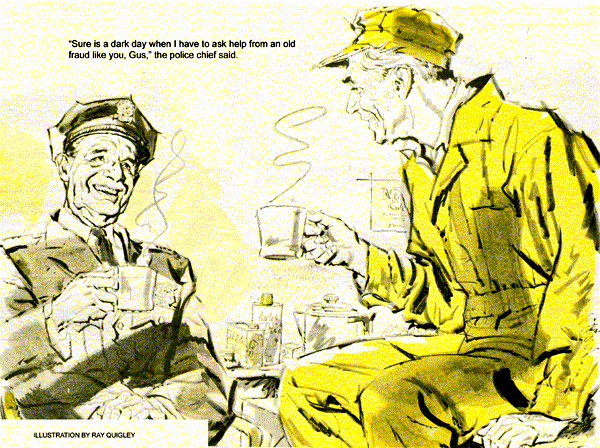 “Sure is a dark day when I have to ask help from an old
fraud like you, Gus,” the police chief said.
ILLUSTRATION BY RAY QUIGLEY